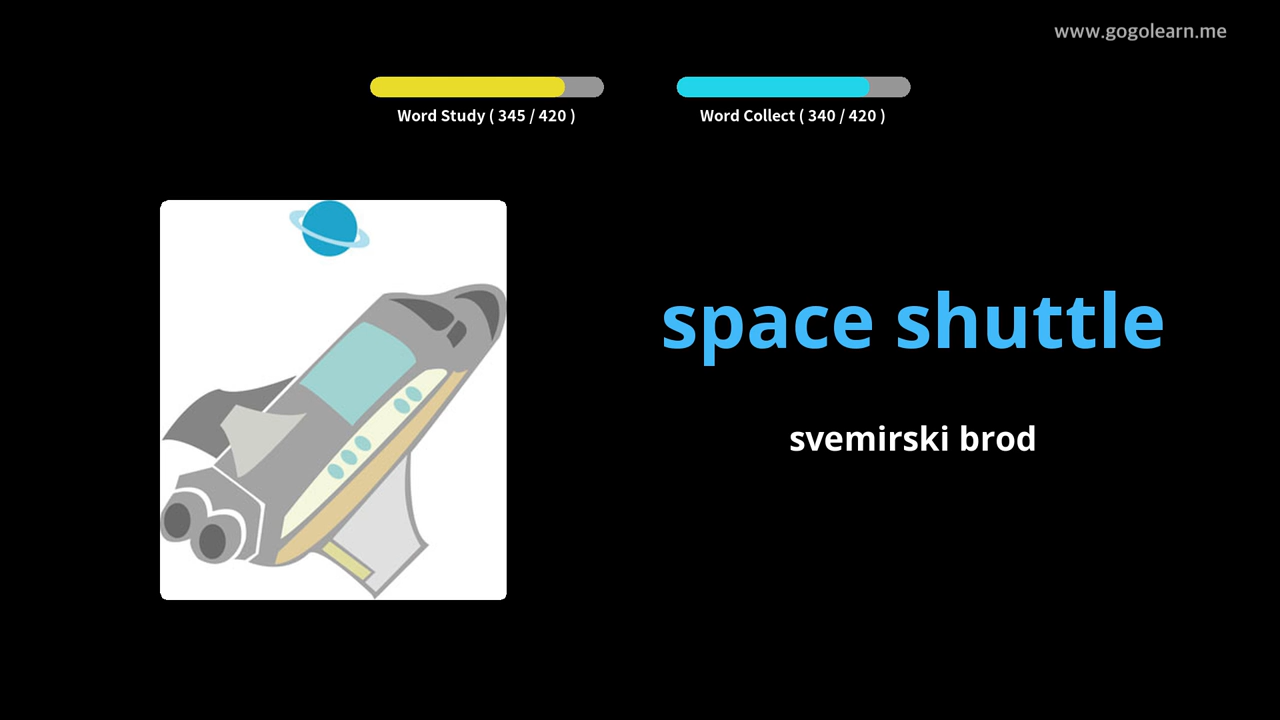 www.gogolearn.me
Word Study ( 345 / 420 )
Word Collect ( 340 / 420 )
space shuttle
svemirski brod